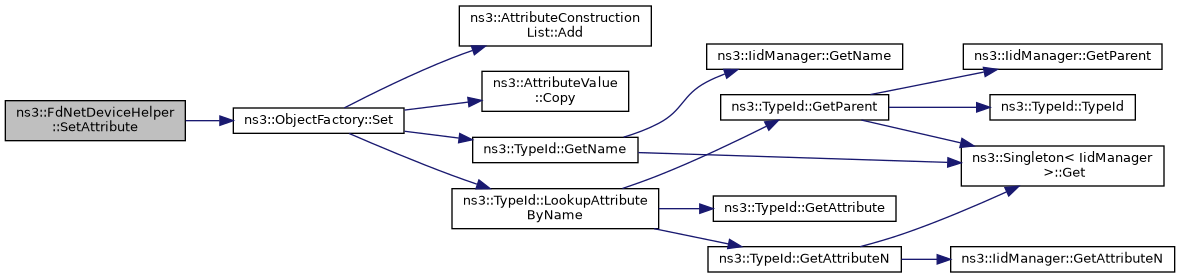 ns3::FdNetDeviceHelper
::SetAttribute
ns3::ObjectFactory::Set
ns3::AttributeConstruction
List::Add
ns3::AttributeValue
::Copy
ns3::TypeId::GetName
ns3::TypeId::LookupAttribute
ByName
ns3::IidManager::GetName
ns3::TypeId::GetParent
ns3::TypeId::GetAttribute
ns3::TypeId::GetAttributeN
ns3::IidManager::GetParent
ns3::TypeId::TypeId
ns3::Singleton< IidManager
>::Get
ns3::IidManager::GetAttributeN